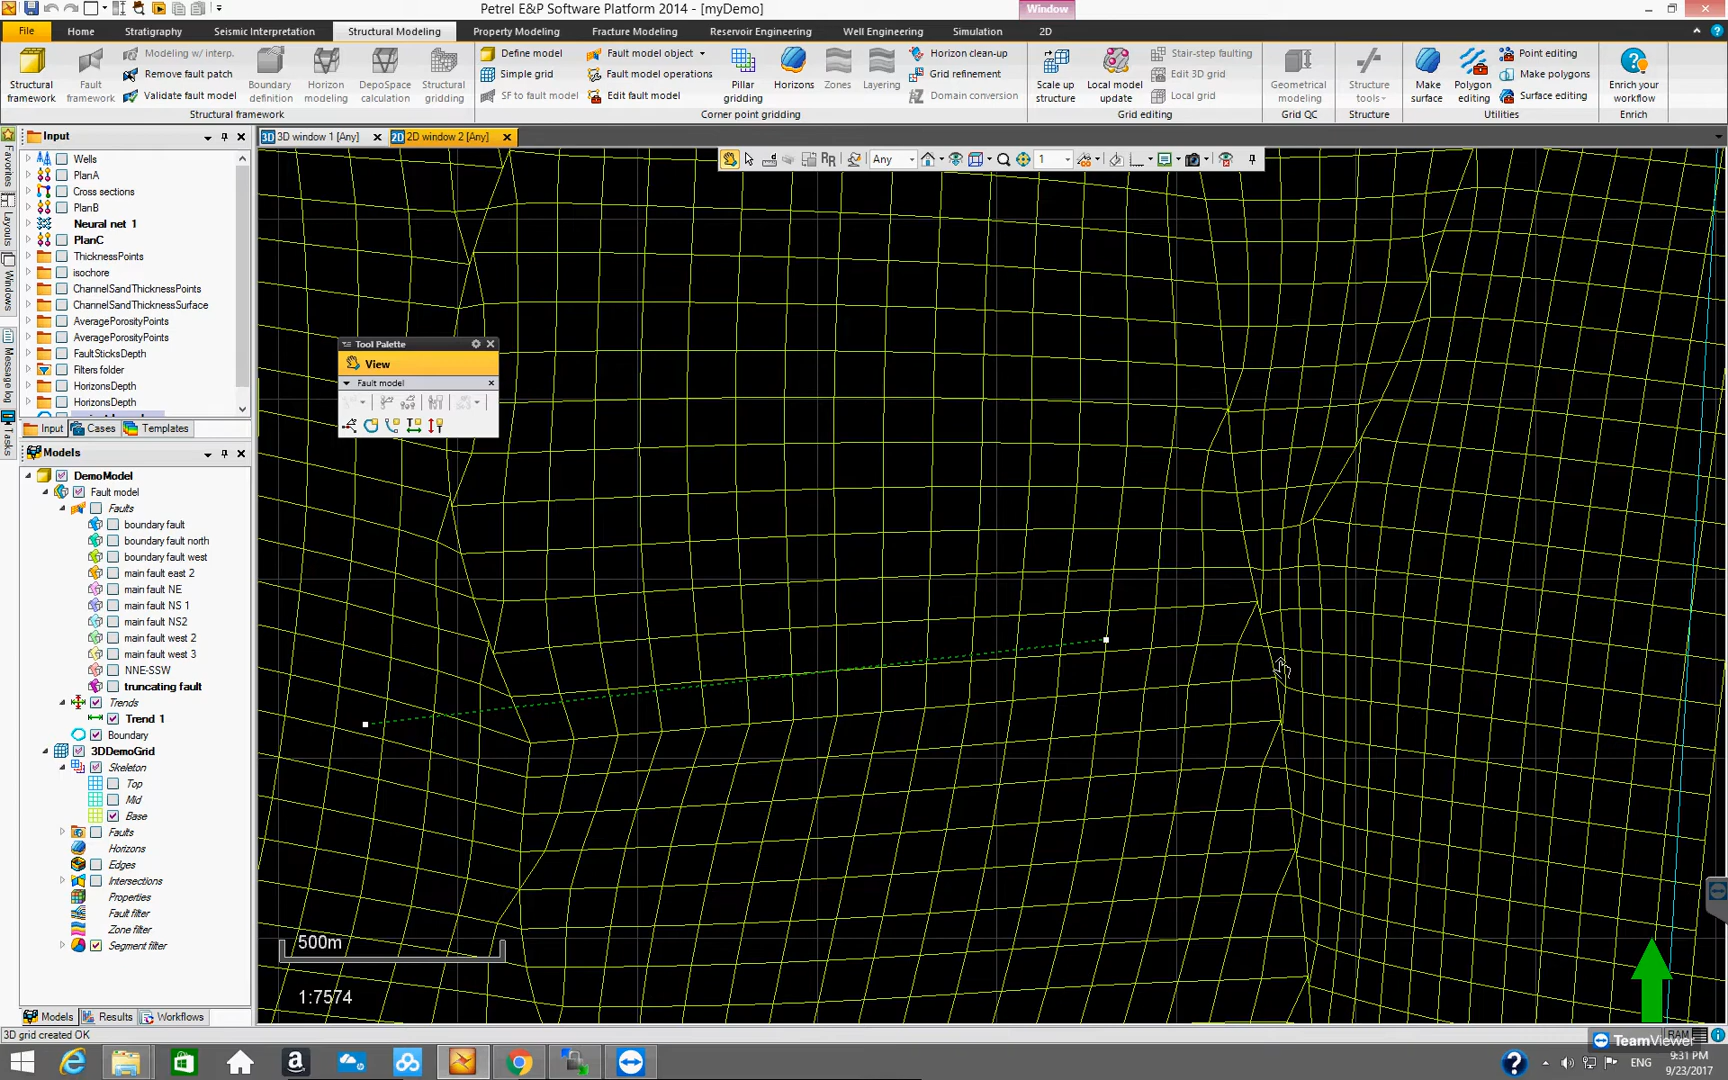 Petrel E&P Software Platform 2014 - [myDemo]
Window
File
Home
Stratigraphy
Seismic Interpretation
Structural Modeling
Property Modeling
Fracture Modeling
Reservoir Engineering
Well Engineering
Simulation
2D
Structural framework
Fault framework
Modeling w/ interp.
Remove fault patch
Validate fault model
Boundary definition
Horizon modeling
DepoSpace calculation
Structural gridding
Structural framework
Define model
Simple grid
SF to fault model
Fault model object
Fault model operations
Edit fault model
Pillar gridding
Horizons
Zones
Layering
Horizon clean-up
Grid refinement
Domain conversion
Corner point gridding
Scale up structure
Local model update
Stair-step faulting
Edit 3D grid
Local grid
Grid editing
Geometrical modeling
Grid QC
Structure tools
Structure
Make surface
Polygon editing
Point editing
Make polygons
Surface editing
Utilities
Enrich your workflow
Enrich
Favorites
Layouts
Windows
Message log
Tasks
Input
Wells
PlanA
Cross sections
PlanB
Neural net 1
PlanC
ThicknessPoints
isochore
ChannelSandThicknessPoints
ChannelSandThicknessSurface
AveragePorosityPoints
AveragePorosityPoints
FaultSticksDepth
Filters folder
HorizonsDepth
HorizonsDepth
Input
Cases
Templates
Models
DemoModel
Fault model
Faults
boundary fault
boundary fault north
boundary fault west
main fault east 2
main fault NE
main fault NS 1
main fault NS2
main fault west 2
main fault west 3
NNE-SSW
truncating fault
Trends
Trend 1
Boundary
3DDemoGrid
Skeleton
Top
Mid
Base
Faults
Horizons
Edges
Intersections
Properties
Fault filter
Zone filter
Segment filter
Models
Results
Workflows
3D grid created OK
3D 3D window 1 [Any]
2D 2D window 2 [Any]
Any
1
Tool Palette
View
Fault model
500m
1:7574
RAM
TeamViewer
ENG
9:31 PM
9/23/2017